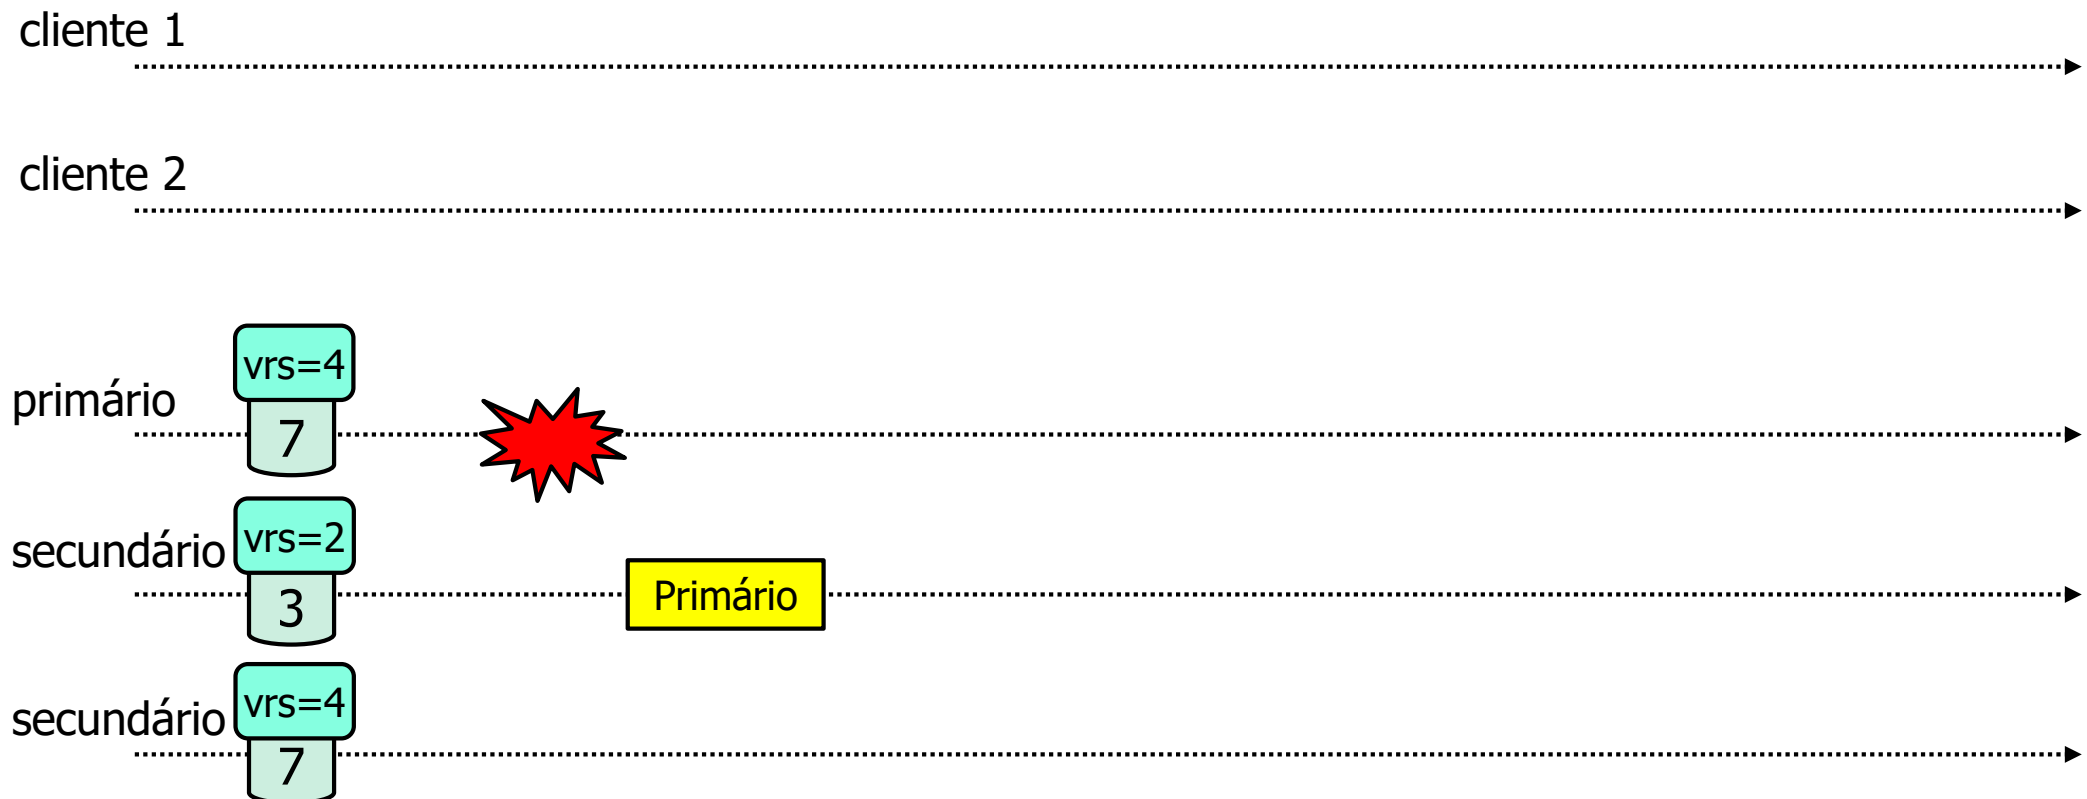 cliente 1
cliente 2
vrs=4
primário
7
vrs=2
secundário
3
Primário
vrs=4
secundário
7